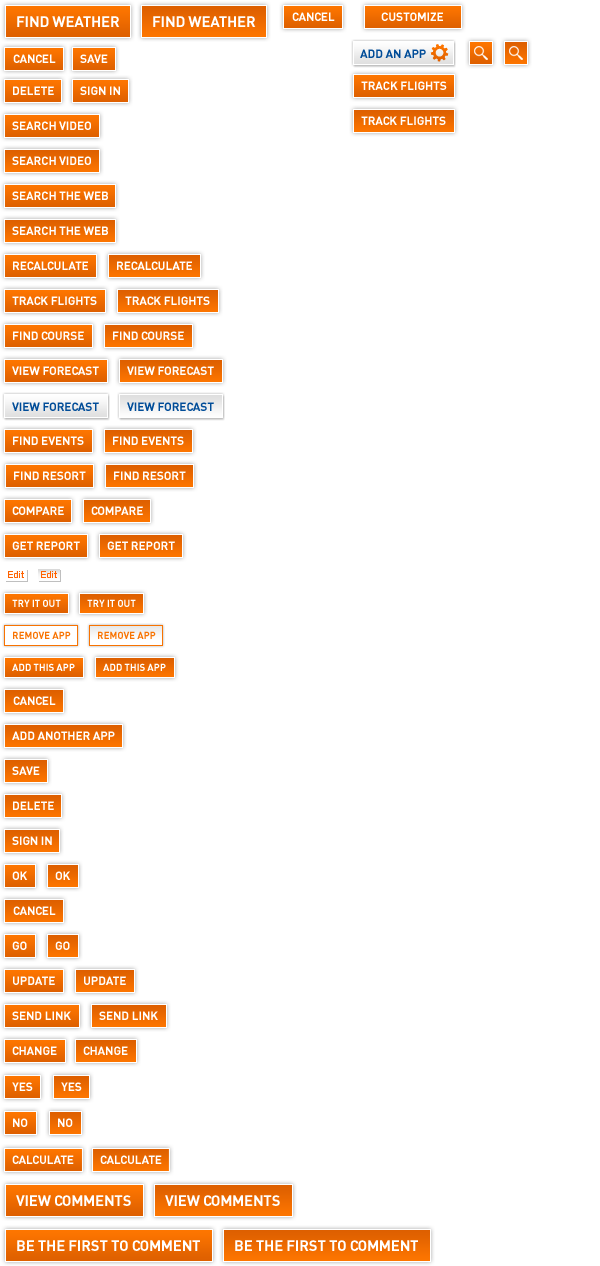 FIND WEATHER FIND WEATHER CANCEL CUSTOMIZE
CANCEL SAVE ADD AN APP
DELETE SIGN IN TRACK FLIGHTS
SEARCH VIDEO TRACK FLIGHTS
SEARCH VIDEO
SEARCH THE WEB
SEARCH THE WEB
RECALCULATE RECALCULATE
TRACK FLIGHTS TRACK FLIGHTS
FIND COURSE FIND COURSE
VIEW FORECAST VIEW FORECAST
VIEW FORECAST VIEW FORECAST
FIND EVENTS FIND EVENTS
FIND RESORT FIND RESORT
COMPARE COMPARE
GET REPORT GET REPORT
Edit Edit
TRY IT OUT TRY IT OUT
REMOVE APP REMOVE APP
ADD THIS APP ADD THIS APP
CANCEL
ADD ANOTHER APP
SAVE
DELETE
SIGN IN
OK OK
CANCEL
GO GO
UPDATE UPDATE
SEND LINK SEND LINK
CHANGE CHANGE
YES YES
NO NO
CALCULATE CALCULATE
VIEW COMMENTS VIEW COMMENTS
BE THE FIRST TO COMMENT BE THE FIRST TO COMMENT